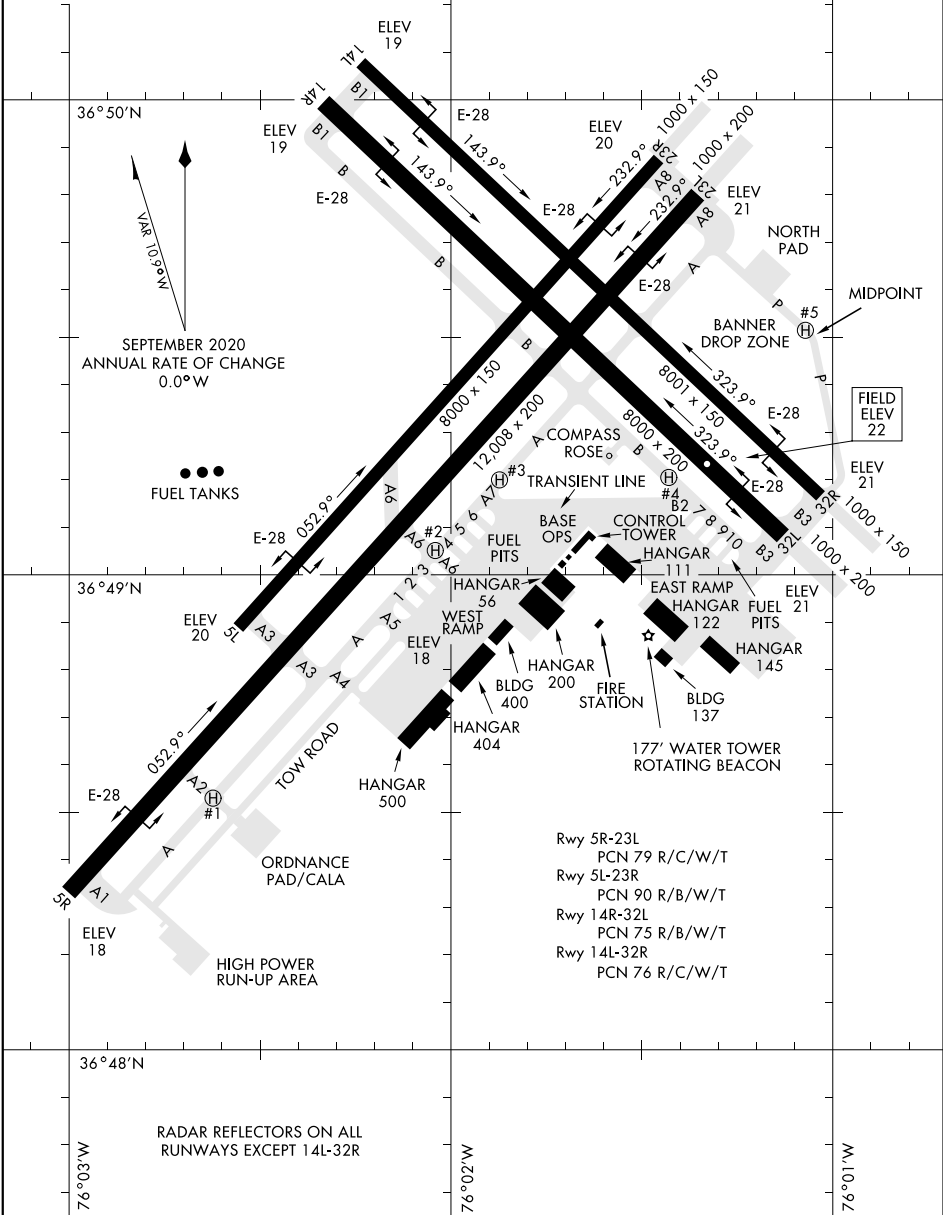 ELEV
19
14L
14R
B1
B1
36°50'N
ELEV
19
E-28
143.9°
143.9°
E-28
B
ELEV
20
1000 x 150
23R
1000 x 200
23L
A8
A8
232.9°
232.9°
ELEV
21
E-28
E-28
NORTH
PAD
A
P
VAR 10.9°W
SEPTEMBER 2020
ANNUAL RATE OF CHANGE
0.0° W
B
B
#5
H
MIDPOINT
BANNER
DROP ZONE
P
8000 x 150
12,008 x 200
323.9°
8001 x 150
8000 x 200
323.9°
E-28
E-28
FIELD
ELEV
22
A
COMPASS
ROSE
B
FUEL TANKS
052.9°
A6
A7
H
#3
TRANSIENT LINE
H
#4
B2
7 8 9 10
ELEV
21
B3
32R
1000 x 150
B3
32L
1000 x 200
E-28
#2
H
A6
A6
1 2 3 4 5 6
FUEL
PITS
BASE
OPS
CONTROL
TOWER
HANGAR
111
36°49'N
HANGAR
56
EAST RAMP
HANGAR
122
FUEL
PITS
ELEV
21
ELEV
20
5L
A3
A3
A4
A
A5
WEST
RAMP
ELEV
18
BLDG
400
HANGAR
200
FIRE
STATION
HANGAR
145
BLDG
137
HANGAR
404
177' WATER TOWER
ROTATING BEACON
HANGAR
500
TOW ROAD
052.9°
E-28
A2
H
#1
A
ORDNANCE
PAD/CALA
5R
A1
ELEV
18
HIGH POWER
RUN-UP AREA
Rwy 5R-23L
PCN 79 R/C/W/T
Rwy 5L-23R
PCN 90 R/B/W/T
Rwy 14R-32L
PCN 75 R/B/W/T
Rwy 14L-32R
PCN 76 R/C/W/T
36°48'N
RADAR REFLECTORS ON ALL
RUNWAYS EXCEPT 14L-32R
76°03'W
76°02'W
76°01'W